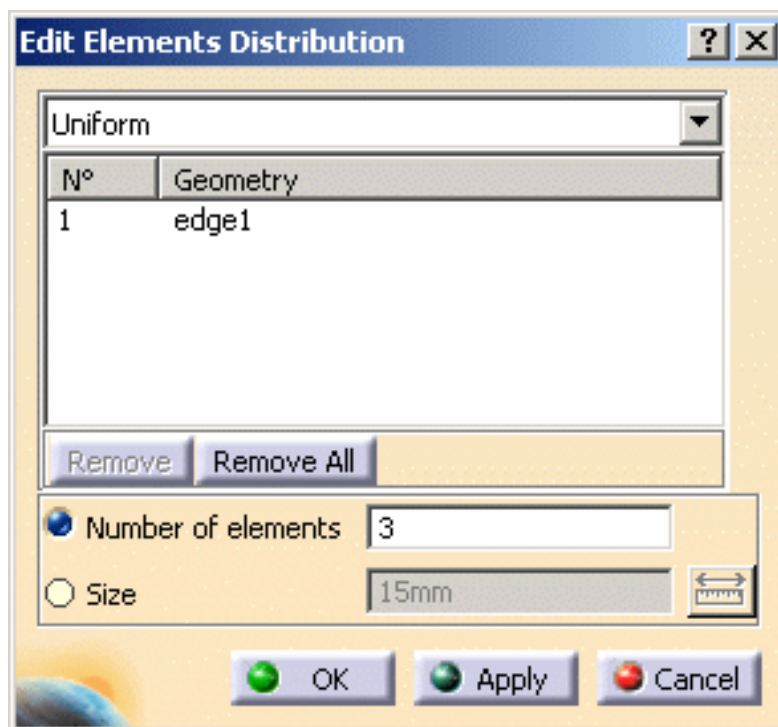 Edit Elements Distribution ?
Uniform
N° Geometry
1 edge1
Remove Remove All
Number of elements 3
Size 15mm
OK Apply Cancel